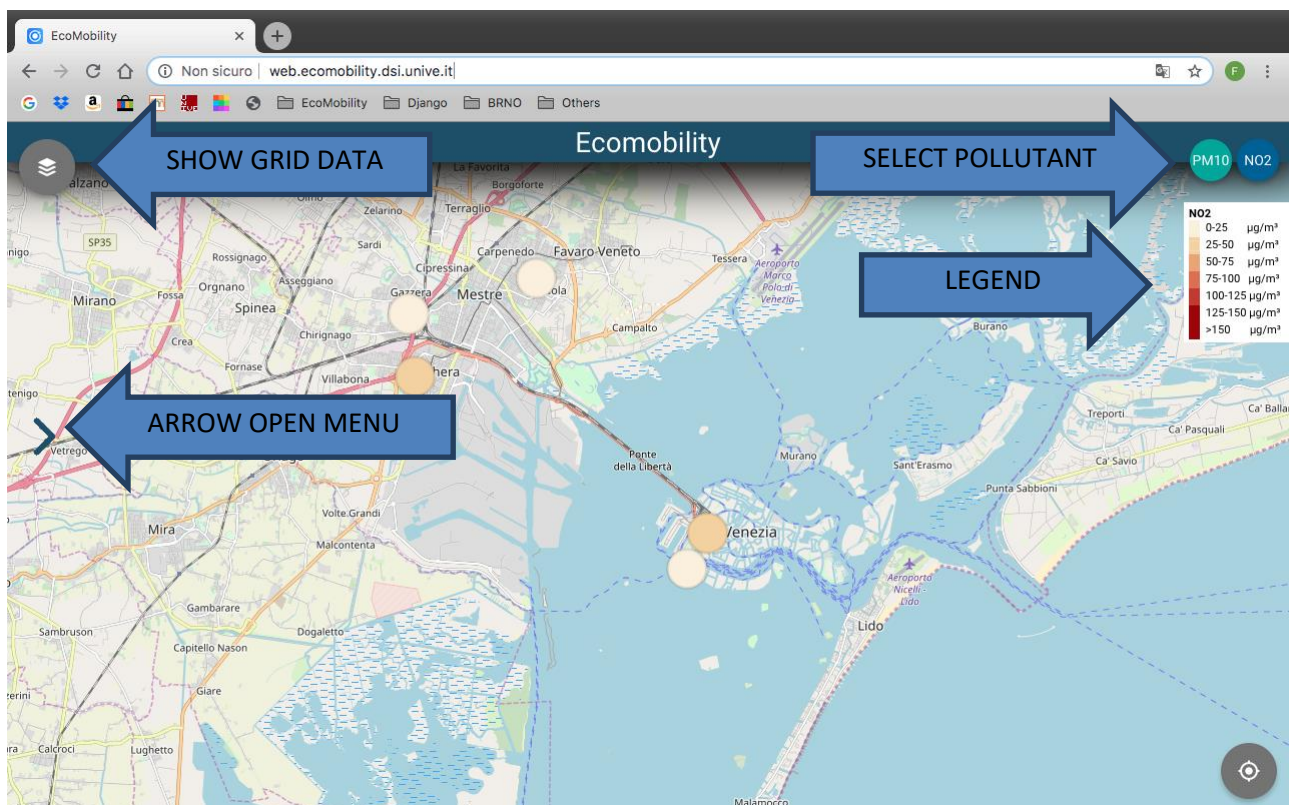 EcoMobility
Non sicuro | web.ecomobility.dsi.unive.it
EcoMobility Django BRNO Others
Ecomobility
SHOW GRID DATA
SELECT POLLUTANT
PM10 NO2
LEGEND
NO2
0-25 µg/m³
25-50 µg/m³
50-75 µg/m³
75-100 µg/m³
100-125 µg/m³
125-150 µg/m³
>150 µg/m³
ARROW OPEN MENU
La Favorita
Borgoforte
Zelarino
Terraglio
SP35
Sardi
Carpenedo
Favaro Veneto
Tessera
Aeroporto
Marco
Polo di
Venezia
Rossignago
Cipressina
Orgnano
Asseggiano
Gazzera
Mestre
Mirano
Fossa
Spinea
Chirignago
Campalto
Burano
Crea
Fornase
Villabona
Treporti
Ca' Pasquali
Vetrego
Ponte
della Libertà
Murano
Sant'Erasmo
Ca' Savio
Punta Sabbioni
Volte Grandi
Mira
Malcontenta
Venezia
Aeroporto
Nicelli -
Lido
Gambarare
Lido
Sambruson
Dogaletto
Capitello Nason
Giare
Calcroci
Lughetto
Malamocco